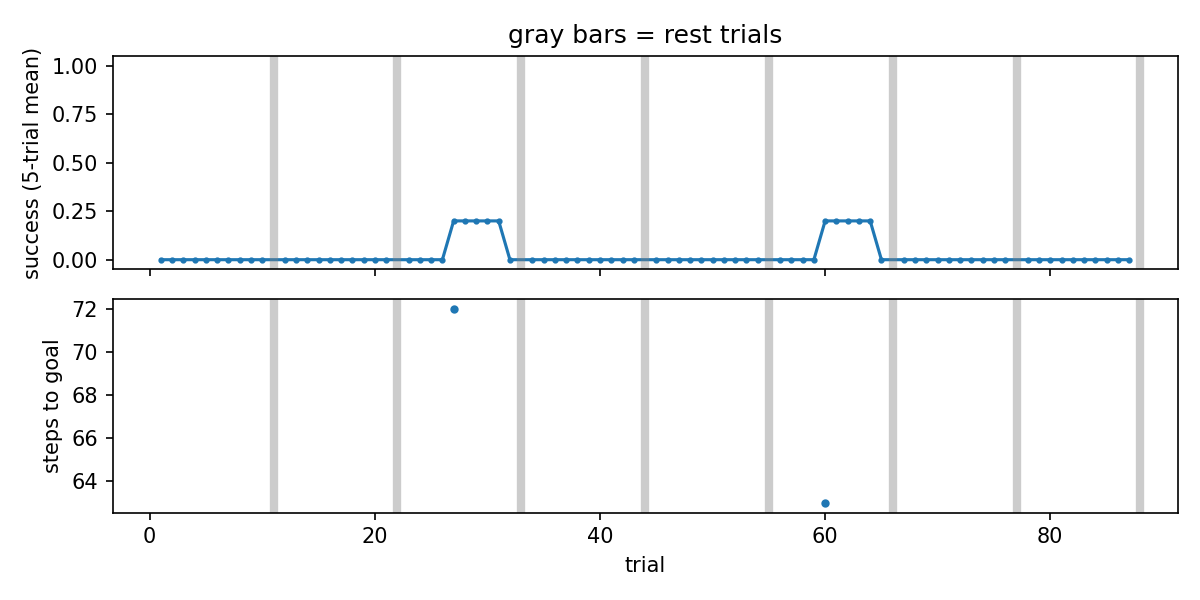 gray bars = rest trials
success (5-trial mean)
1.00
0.75
0.50
0.25
0.00
steps to goal
72
70
68
66
64
0 20 40 60 80
trial